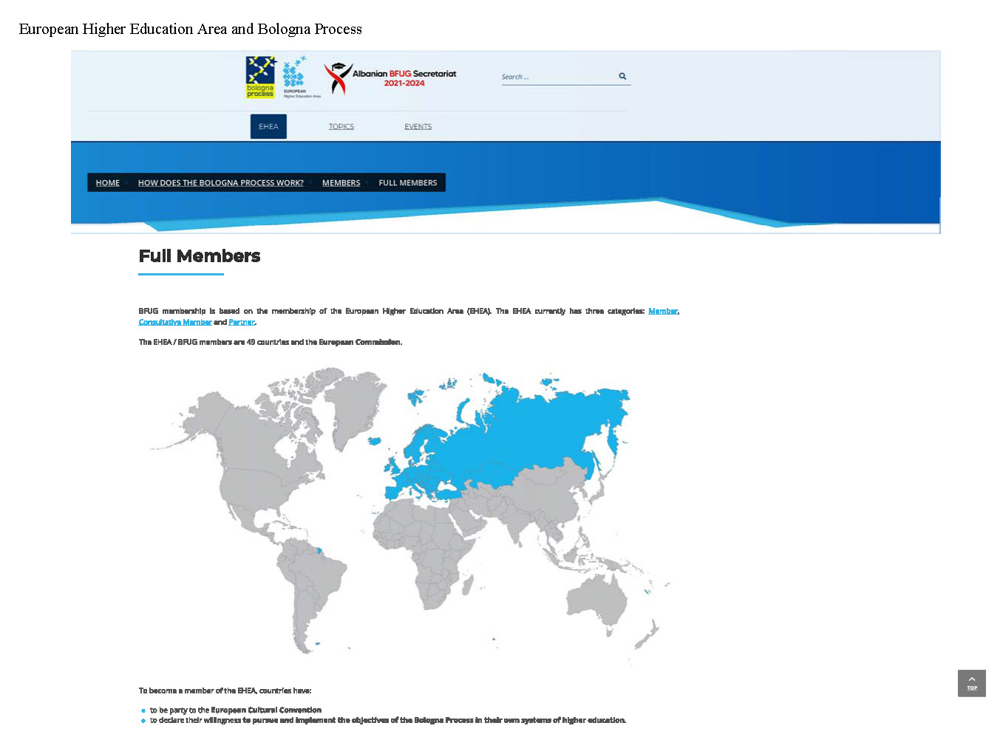 European Higher Education Area and Bologna Process
bologna
process
EUROPEAN
Higher Education Area
Albanian BFUG Secretariat
2021-2024
Search ...
EHEA
TOPICS
EVENTS
HOME
HOW DOES THE BOLOGNA PROCESS WORK?
MEMBERS
FULL MEMBERS
Full Members
BFUG membership is based on the membership of the European Higher Education Area (EHEA). The EHEA currently has three categories: Member,
Consultative Member and Partner.
The EHEA / BFUG members are 49 countries and the European Commission.
To become a member of the EHEA, countries have:
to be party to the European Cultural Convention
to declare their willingness to pursue and implement the objectives of the Bologna Process in their own systems of higher education.
TOP